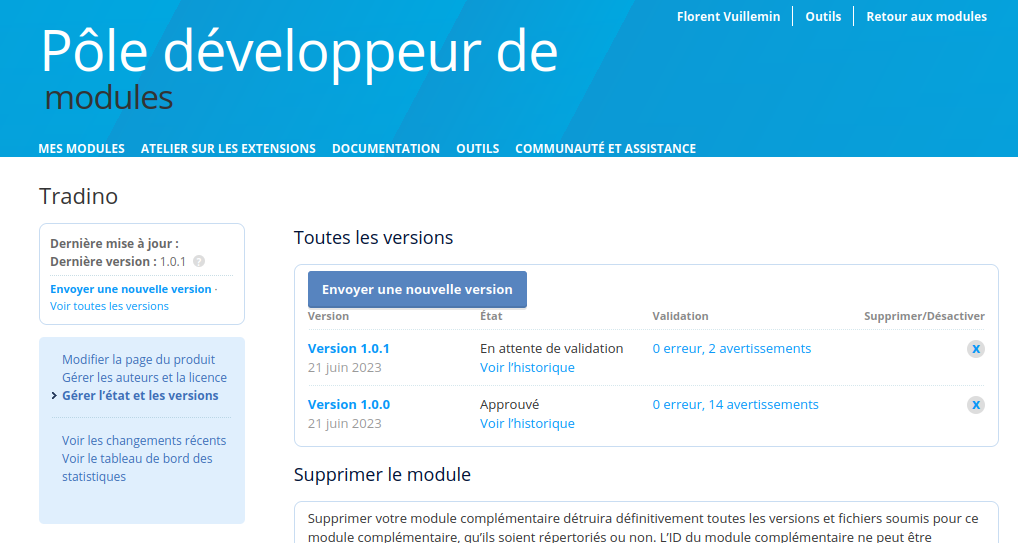 Florent Vuillemin Outils Retour aux modules
Pôle développeur de
modules
MES MODULES ATELIER SUR LES EXTENSIONS DOCUMENTATION OUTILS COMMUNAUTÉ ET ASSISTANCE
Tradino
Dernière mise à jour :
Dernière version : 1.0.1 ?
Envoyer une nouvelle version ·
Voir toutes les versions
Modifier la page du produit
Gérer les auteurs et la licence
Gérer l’état et les versions
Voir les changements récents
Voir le tableau de bord des
statistiques
Toutes les versions
Envoyer une nouvelle version
Version État Validation Supprimer/Désactiver
Version 1.0.1 En attente de validation 0 erreur, 2 avertissements x
21 juin 2023 Voir l’historique
Version 1.0.0 Approuvé 0 erreur, 14 avertissements x
21 juin 2023 Voir l’historique
Supprimer le module
Supprimer votre module complémentaire détruira définitivement toutes les versions et fichiers soumis pour ce
module complémentaire, qu’ils soient répertoriés ou non. L’ID du module complémentaire ne peut être